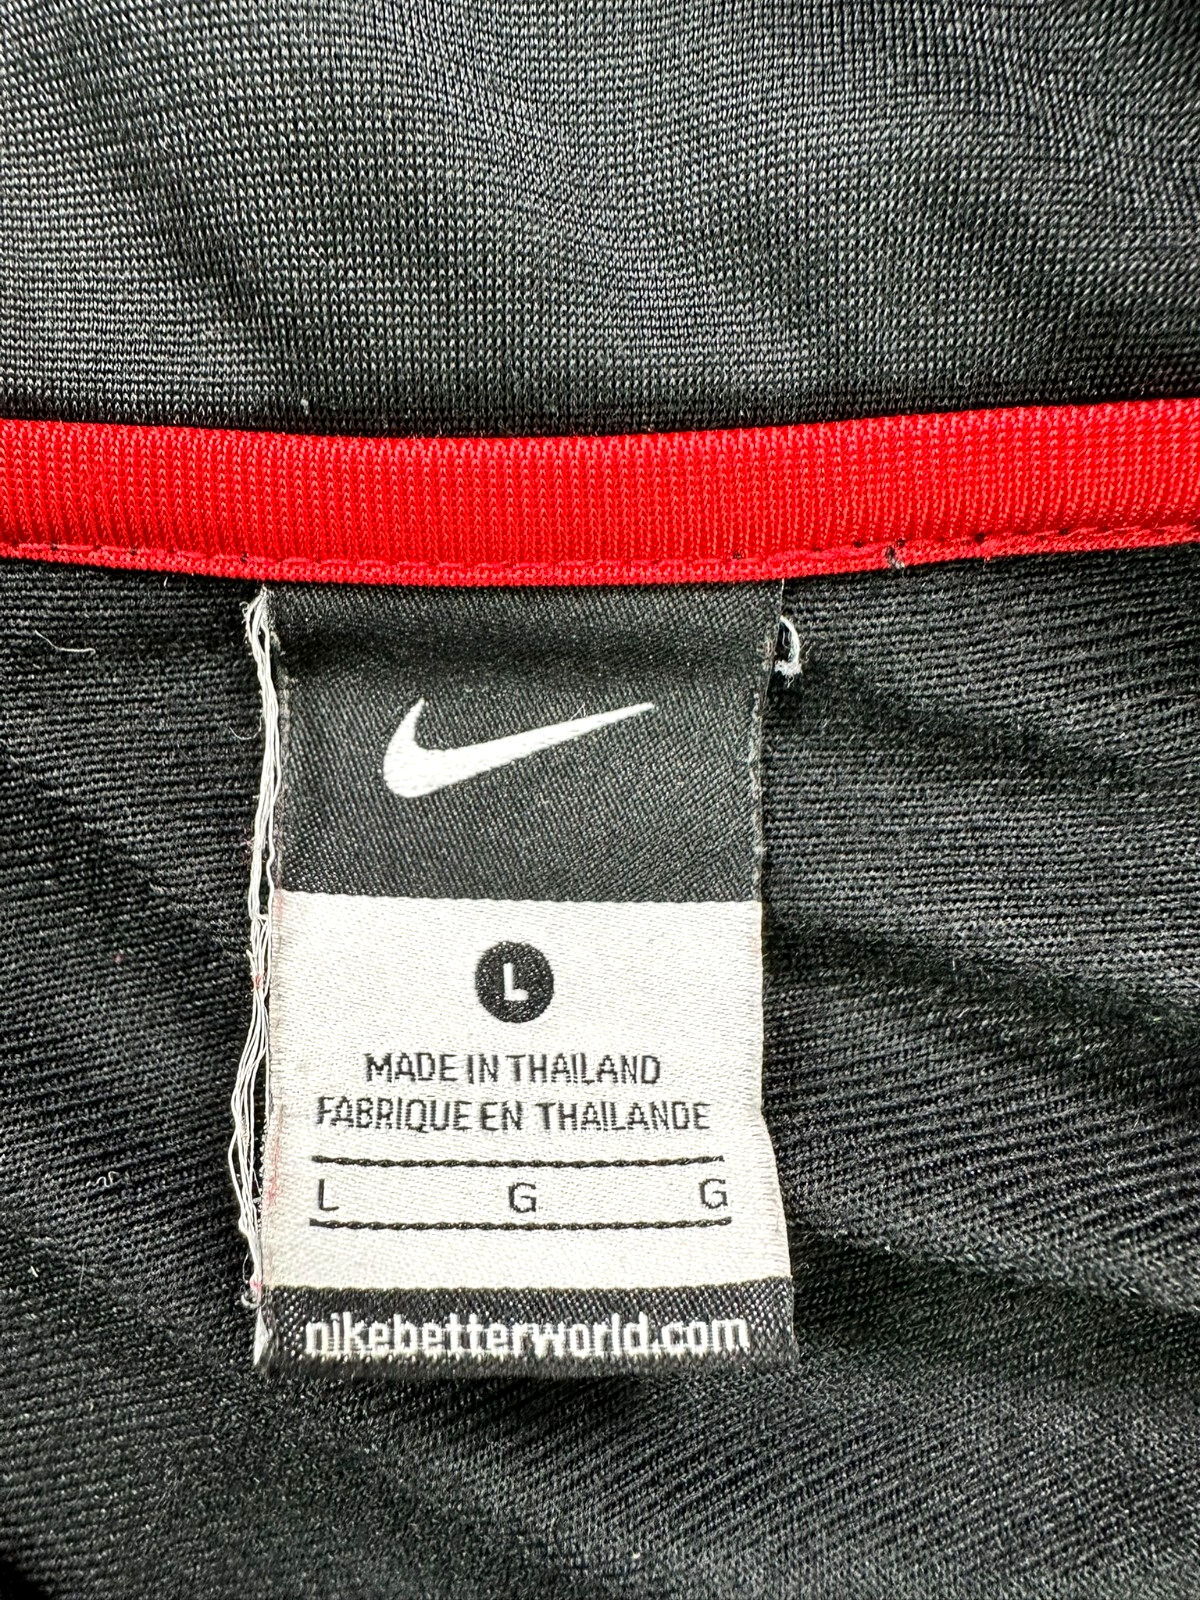 L
MADE IN THAILAND
FABRIQUE EN THAILANDE
L G G
nikebetterworld.com